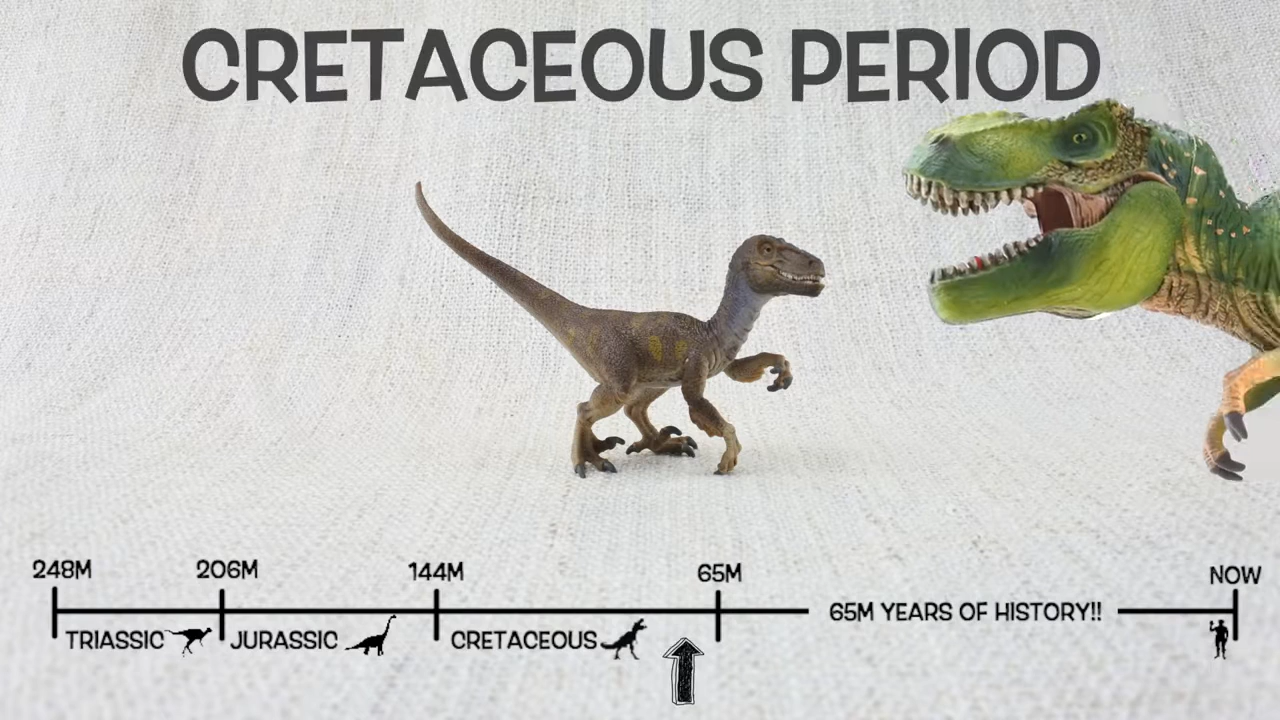 CRETACEOUS PERIOD
248M 206M 144M 65M NOW
65M YEARS OF HISTORY!!
TRIASSIC JURASSIC CRETACEOUS